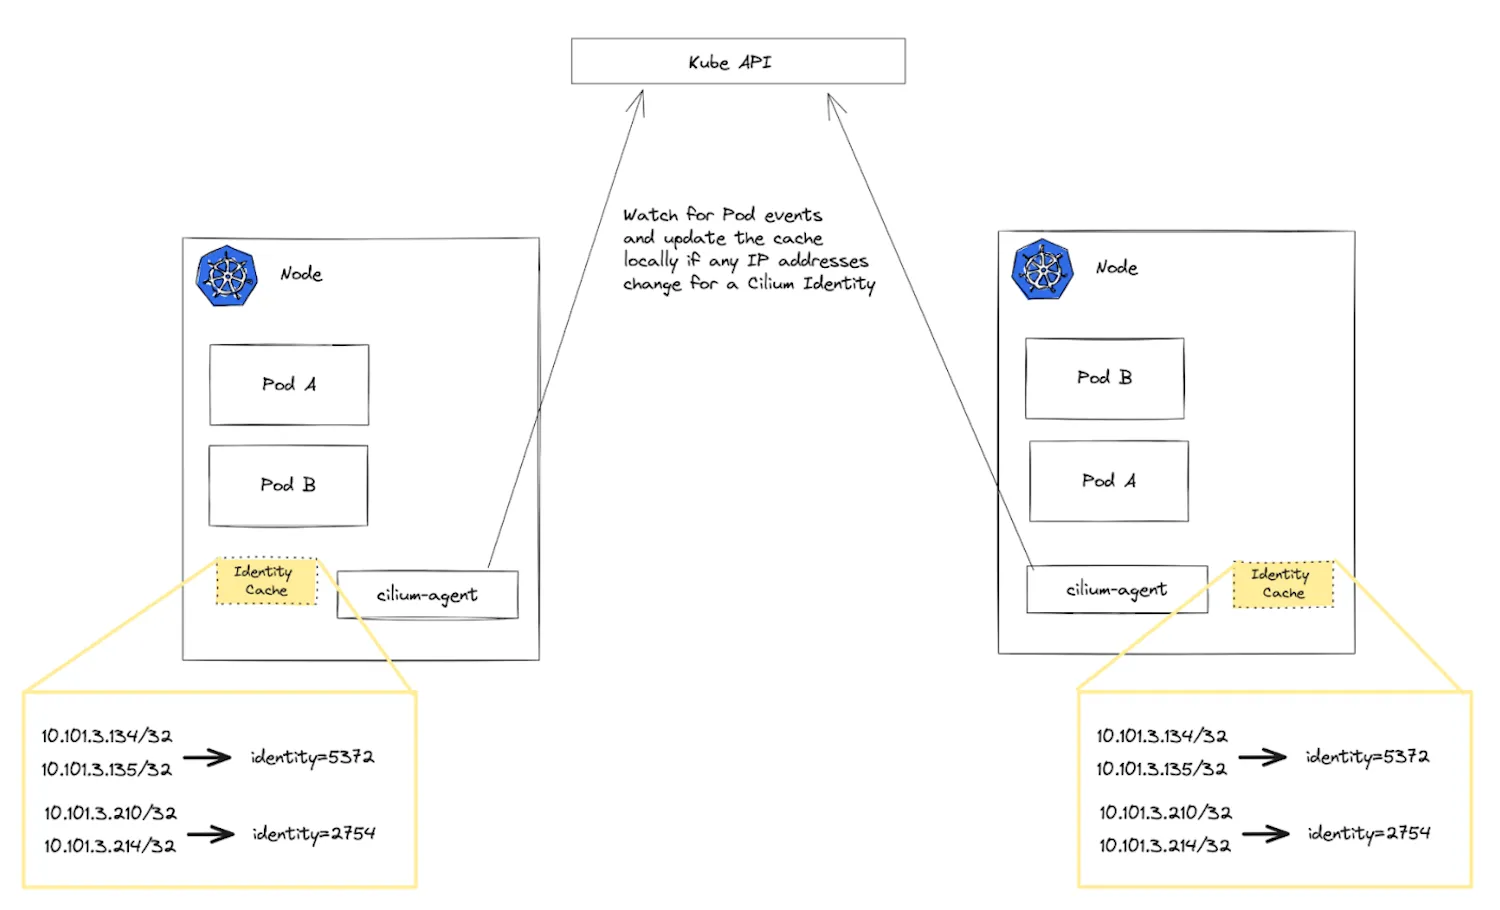 Kube API
Watch for Pod events
and update the cache
locally if any IP addresses
change for a Cilium Identity
Node
Pod A
Pod B
Identity
Cache
cilium-agent
10.101.3.134/32
10.101.3.135/32
identity=5372
10.101.3.210/32
10.101.3.214/32
identity=2754
Node
Pod B
Pod A
cilium-agent
Identity
Cache
10.101.3.134/32
10.101.3.135/32
identity=5372
10.101.3.210/32
10.101.3.214/32
identity=2754